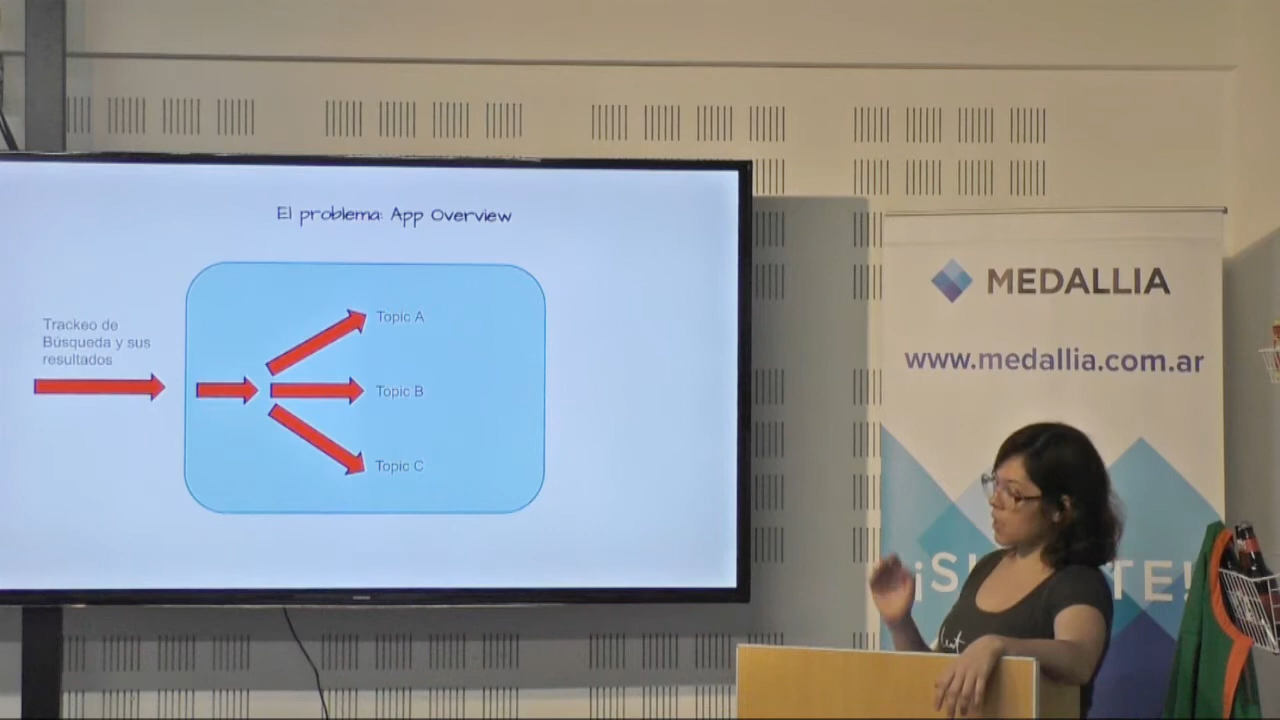 El problema: App Overview
Trackeo de
Búsqueda y sus
resultados
Topic A
Topic B
Topic C
MEDALLIA
www.medallia.com.ar